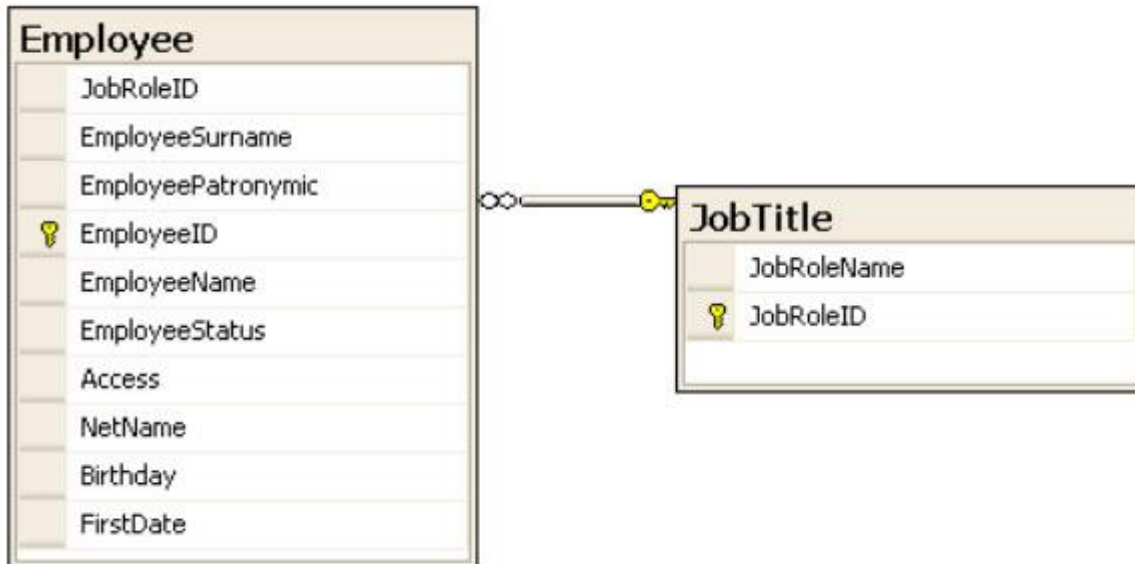 Employee
JobRoleID
EmployeeSurname
EmployeePatronymic
EmployeeID
EmployeeName
EmployeeStatus
Access
NetName
Birthday
FirstDate
JobTitle
JobRoleName
JobRoleID